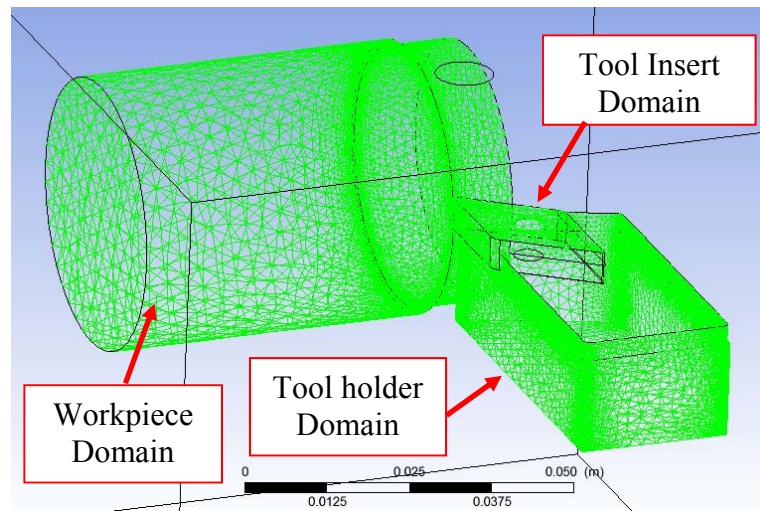 Tool Insert
Domain
Tool holder
Domain
Workpiece
Domain
0 0.025 0.050 (m)
0.0125 0.0375